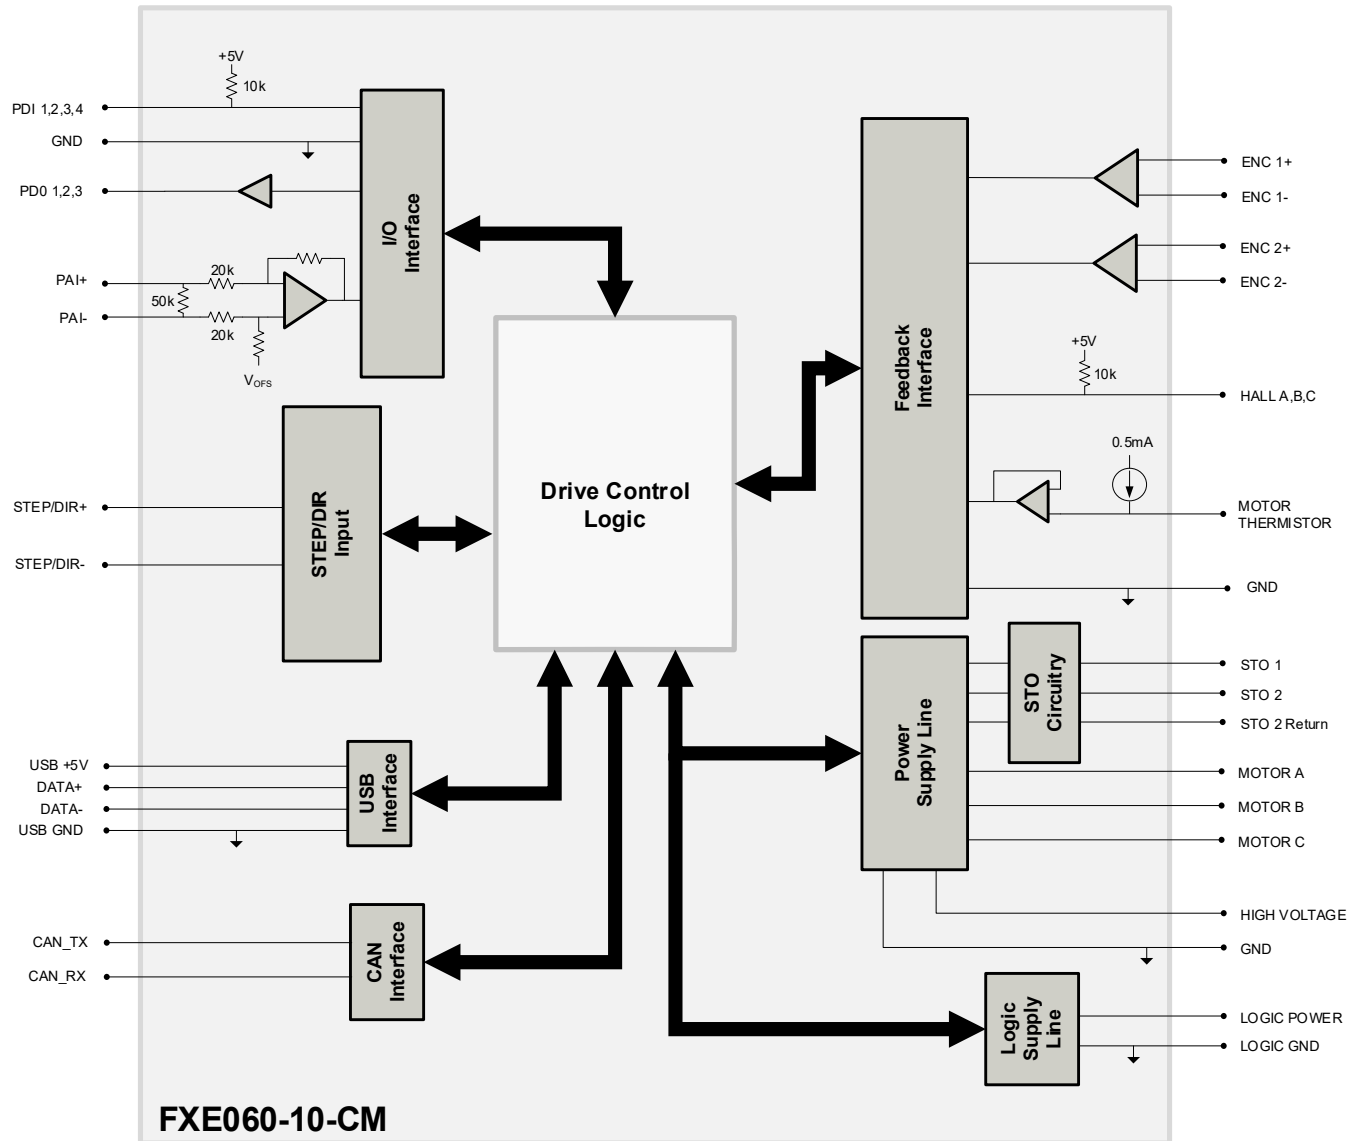 +5V
10k
PDI 1,2,3,4
GND
PD0 1,2,3
PAI+
20k
50k
PAI-
20k
V_OFS
I/O
Interface
STEP/DIR+
STEP/DIR-
STEP/DIR
Input
Drive Control
Logic
USB +5V
DATA+
DATA-
USB GND
USB
Interface
CAN_TX
CAN_RX
CAN
Interface
Feedback
Interface
ENC 1+
ENC 1-
ENC 2+
ENC 2-
+5V
10k
HALL A,B,C
0.5mA
MOTOR
THERMISTOR
GND
Power
Supply Line
STO
Circuitry
STO 1
STO 2
STO 2 Return
MOTOR A
MOTOR B
MOTOR C
HIGH VOLTAGE
GND
Logic
Supply
Line
LOGIC POWER
LOGIC GND
FXE060-10-CM